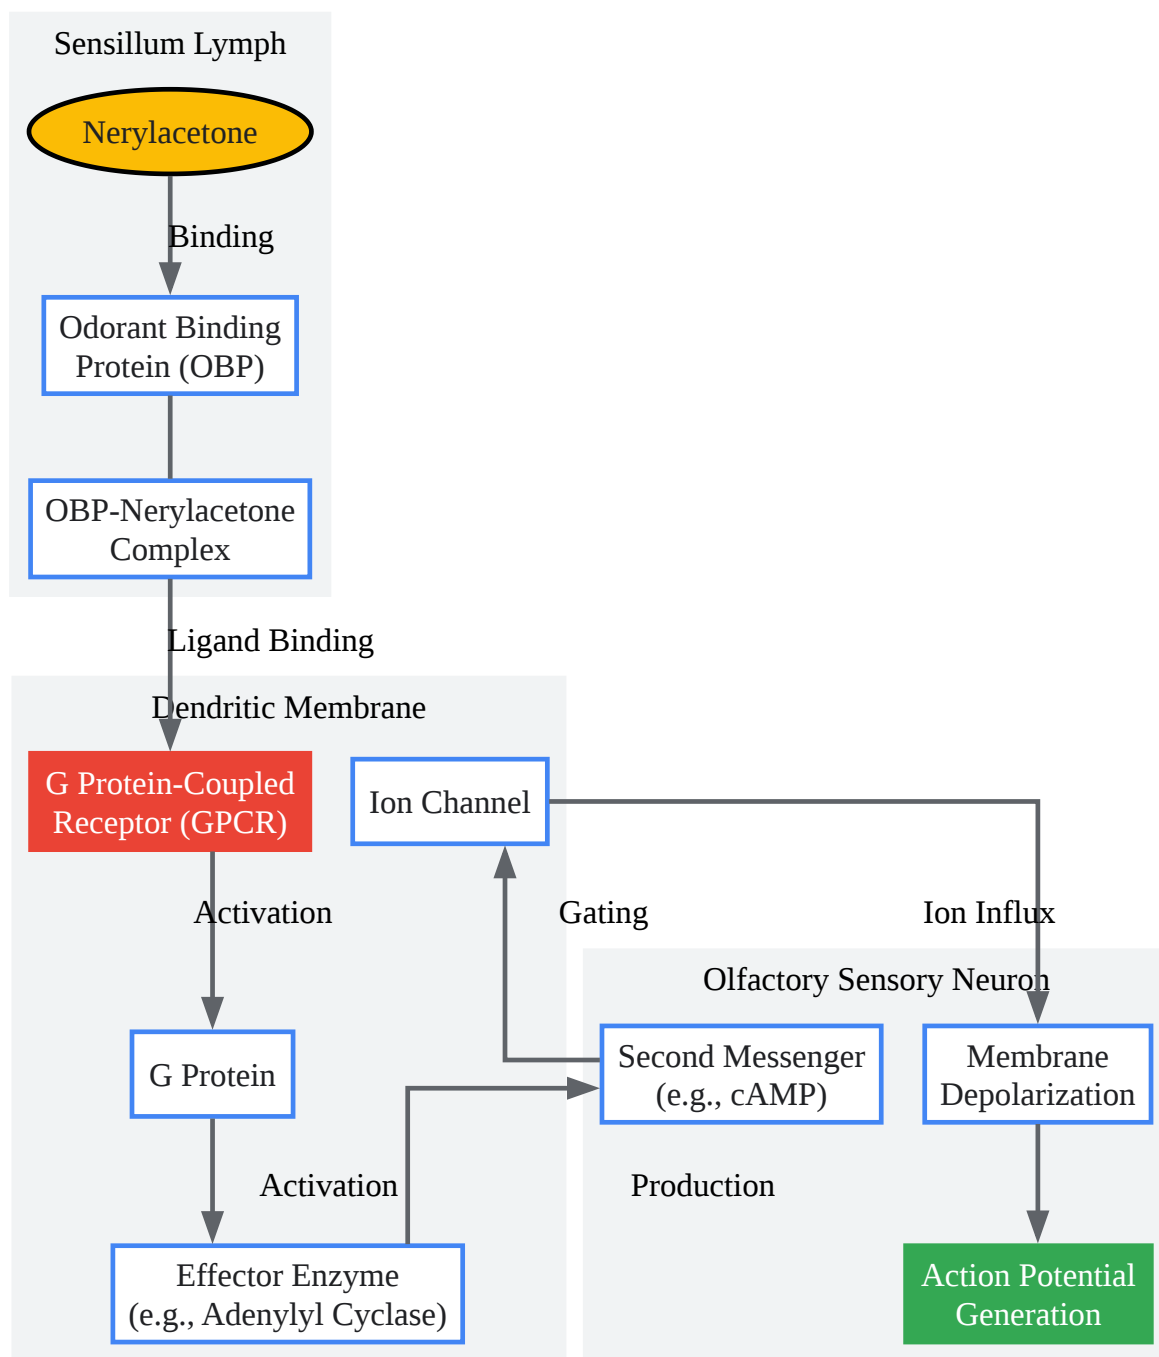 Sensillum Lymph
Nerylacetone
Binding
Odorant Binding
Protein (OBP)
OBP-Nerylacetone
Complex
Ligand Binding
Dendritic Membrane
G Protein-Coupled
Receptor (GPCR)
Ion Channel
Activation
Gating
Ion Influx
Olfactory Sensory Neuron
G Protein
Second Messenger
(e.g., cAMP)
Membrane
Depolarization
Activation
Production
Effector Enzyme
(e.g., Adenylyl Cyclase)
Action Potential
Generation